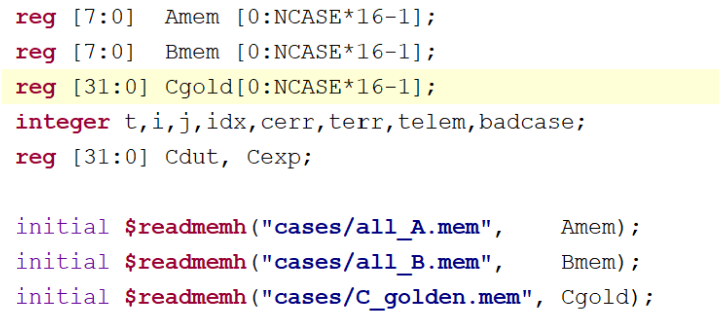 reg [7:0]  Amem [0:NCASE*16-1];
reg [7:0]  Bmem [0:NCASE*16-1];
reg [31:0] Cgold[0:NCASE*16-1];
integer t,i,j,idx,cerr,terr,telem,badcase;
reg [31:0] Cdut, Cexp;
initial $readmemh("cases/all_A.mem",    Amem);
initial $readmemh("cases/all_B.mem",    Bmem);
initial $readmemh("cases/C_golden.mem", Cgold);